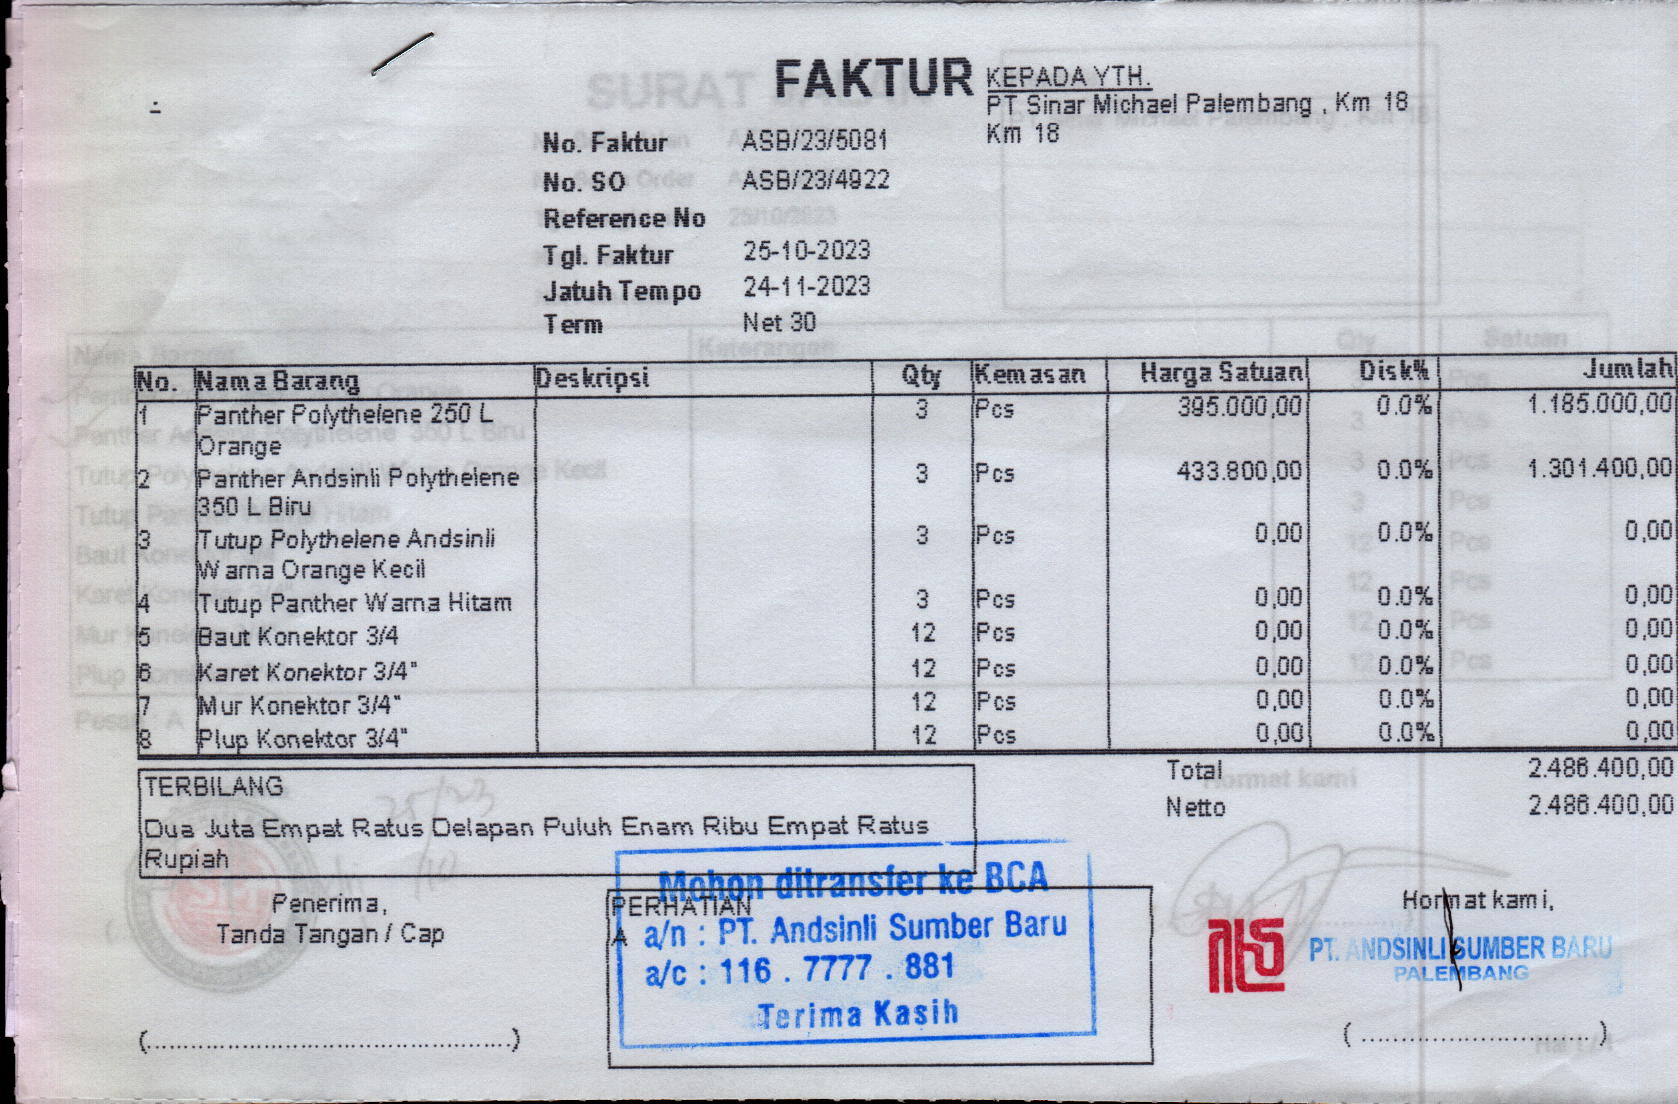 FAKTUR
KEPADA YTH.
PT Sinar Michael Palembang , Km 18
Km 18
No. Faktur ASB/23/5081
No. SO ASB/23/4922
Reference No
Tgl. Faktur 25-10-2023
Jatuh Tempo 24-11-2023
Term Net 30
No. Nama Barang Deskripsi Qty Kemasan Harga Satuan Disk% Jumlah
1 Panther Polythelene 250 L 3 Pcs 395.000,00 0.0% 1.185.000,00
Orange
2 Panther Andsinli Polythelene 3 Pcs 433.800,00 0.0% 1.301.400,00
350 L Biru
3 Tutup Polythelene Andsinli 3 Pcs 0,00 0.0% 0,00
Warna Orange Kecil
4 Tutup Panther Warna Hitam 3 Pcs 0,00 0.0% 0,00
5 Baut Konektor 3/4 12 Pcs 0,00 0.0% 0,00
6 Karet Konektor 3/4" 12 Pcs 0,00 0.0% 0,00
7 Mur Konektor 3/4" 12 Pcs 0,00 0.0% 0,00
8 Plup Konektor 3/4" 12 Pcs 0,00 0.0% 0,00
Total 2.486.400,00
Netto 2.486.400,00
TERBILANG
Dua Juta Empat Ratus Delapan Puluh Enam Ribu Empat Ratus
Rupiah
Penerima,
Tanda Tangan / Cap
(................................................)
PERHATIAN
A
Mohon ditransfer ke BCA
a/n : PT. Andsinli Sumber Baru
a/c : 116 . 7777 . 881
Terima Kasih
Hormat kami,
PT. ANDSINLI SUMBER BARU
PALEMBANG
(..............................)